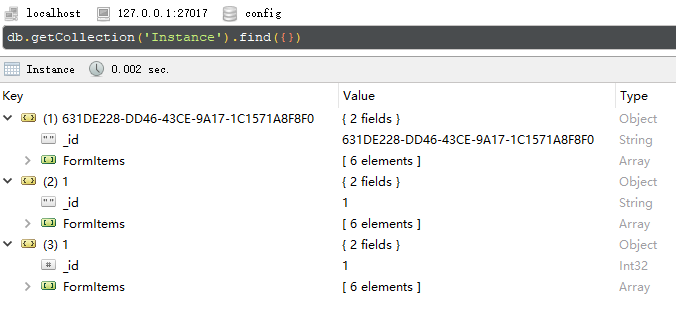 localhost 127.0.0.1:27017 config
db.getCollection('Instance').find({})
Instance 0.002 sec.
Key Value Type
(1) 631DE228-DD46-43CE-9A17-1C1571A8F8F0 { 2 fields } Object
_id 631DE228-DD46-43CE-9A17-1C1571A8F8F0 String
FormItems [ 6 elements ] Array
(2) 1 { 2 fields } Object
_id 1 String
FormItems [ 6 elements ] Array
(3) 1 { 2 fields } Object
_id 1 Int32
FormItems [ 6 elements ] Array